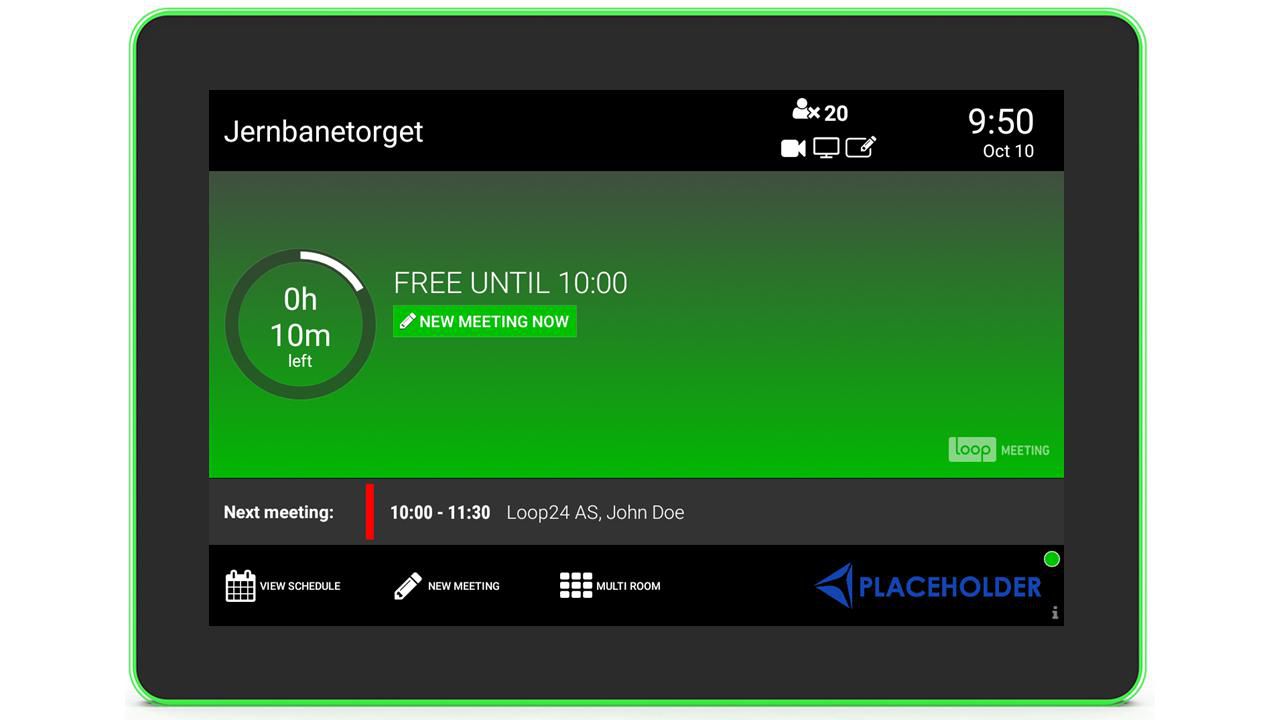 Jernbanetorget
20
9:50
Oct 10
0h
10m
left
FREE UNTIL 10:00
NEW MEETING NOW
loop MEETING
Next meeting: 10:00 - 11:30 Loop24 AS, John Doe
VIEW SCHEDULE NEW MEETING MULTI ROOM PLACEHOLDER
i